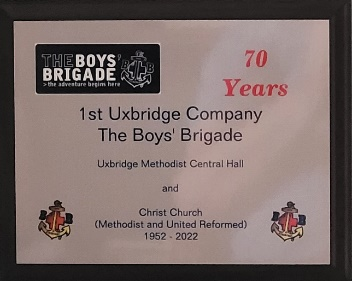 THE BOYS'
BRIGADE
>the adventure begins here
B B
70
Years
1st Uxbridge Company
The Boys' Brigade
Uxbridge Methodist Central Hall
and
Christ Church
(Methodist and United Reformed)
1952 - 2022
B B
B B